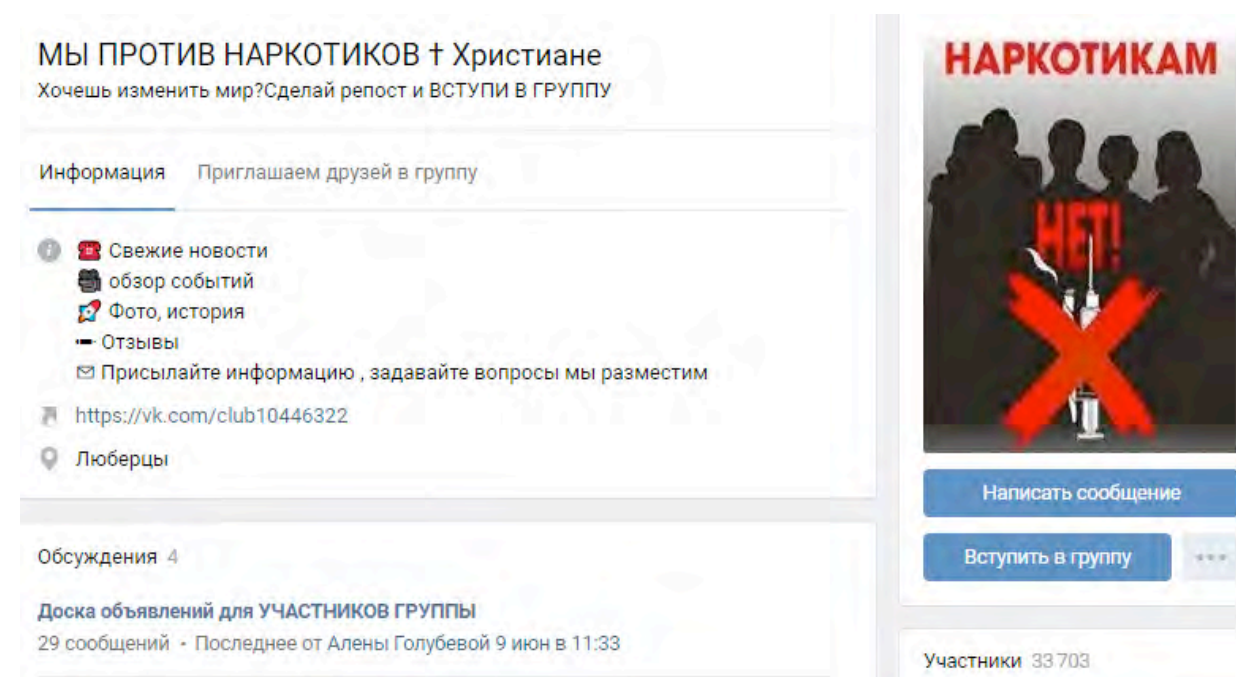 МЫ ПРОТИВ НАРКОТИКОВ † Христиане
Хочешь изменить мир?Сделай репост и ВСТУПИ В ГРУППУ
Информация Приглашаем друзей в группу
Свежие новости
обзор событий
Фото, история
Отзывы
Присылайте информацию , задавайте вопросы мы разместим
https://vk.com/club10446322
Люберцы
Обсуждения 4
Доска объявлений для УЧАСТНИКОВ ГРУППЫ
29 сообщений · Последнее от Алены Голубевой 9 июн в 11:33
НАРКОТИКАМ
НЕТ!
Написать сообщение
Вступить в группу
Участники 33 703